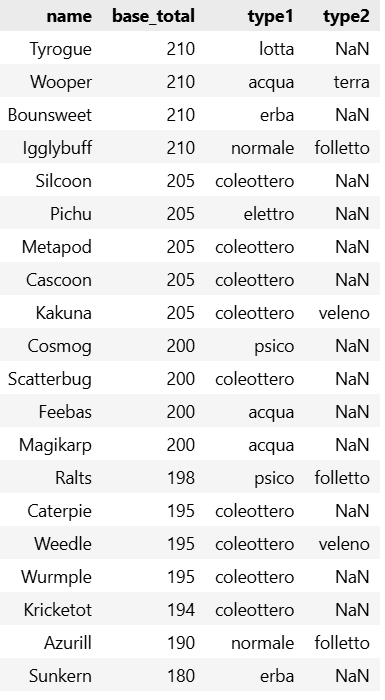 name base_total type1 type2
Tyrogue 210 lotta NaN
Wooper 210 acqua terra
Bounsweet 210 erba NaN
Igglybuff 210 normale folletto
Silcoon 205 coleottero NaN
Pichu 205 elettro NaN
Metapod 205 coleottero NaN
Cascoon 205 coleottero NaN
Kakuna 205 coleottero veleno
Cosmog 200 psico NaN
Scatterbug 200 coleottero NaN
Feebas 200 acqua NaN
Magikarp 200 acqua NaN
Ralts 198 psico folletto
Caterpie 195 coleottero NaN
Weedle 195 coleottero veleno
Wurmple 195 coleottero NaN
Kricketot 194 coleottero NaN
Azurill 190 normale folletto
Sunkern 180 erba NaN